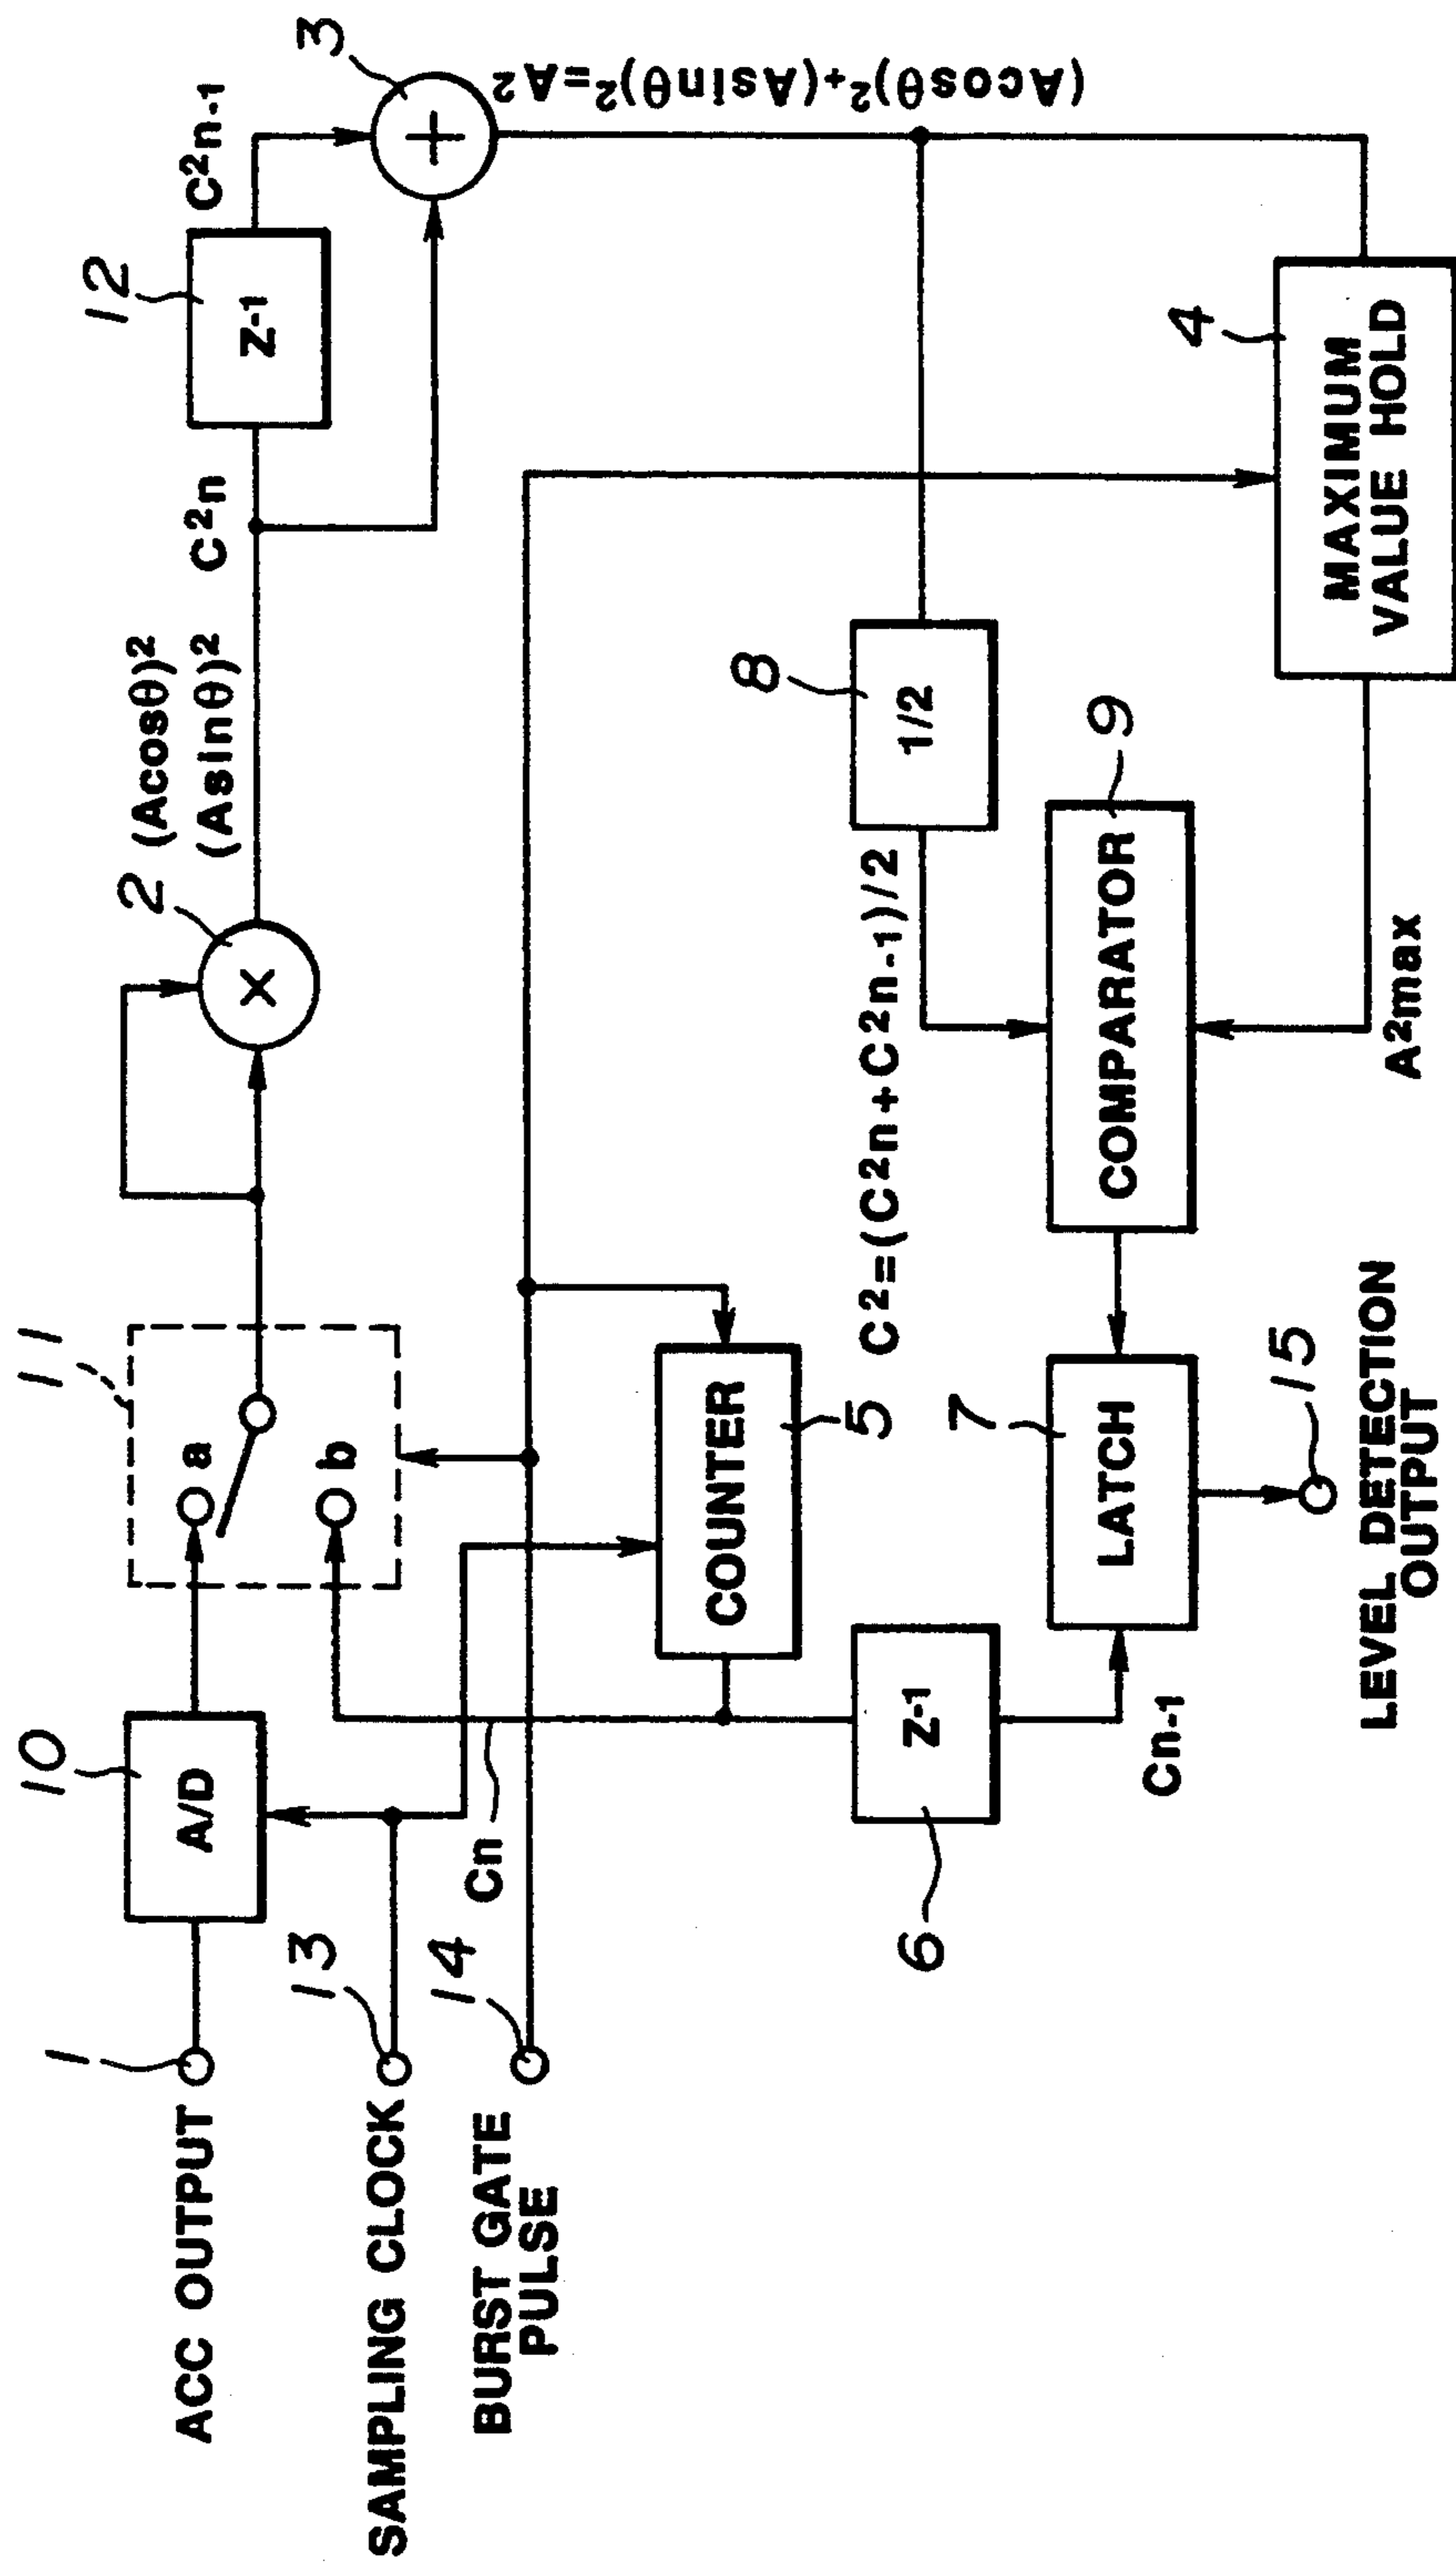 1
ACC OUTPUT
10
A/D
11
a
b
2
×
(Acosθ)²
(Asinθ)²
C²n
12
Z-1
C²n-1
3
+
(Acosθ)²+(Asinθ)²=A²
13
SAMPLING CLOCK
14
BURST GATE
PULSE
Cn
COUNTER
5
8
1/2
C²=(C²n+C²n-1)/2
6
Z-1
Cn-1
7
LATCH
COMPARATOR
9
4
MAXIMUM
VALUE HOLD
A²max
15
LEVEL DETECTION
OUTPUT